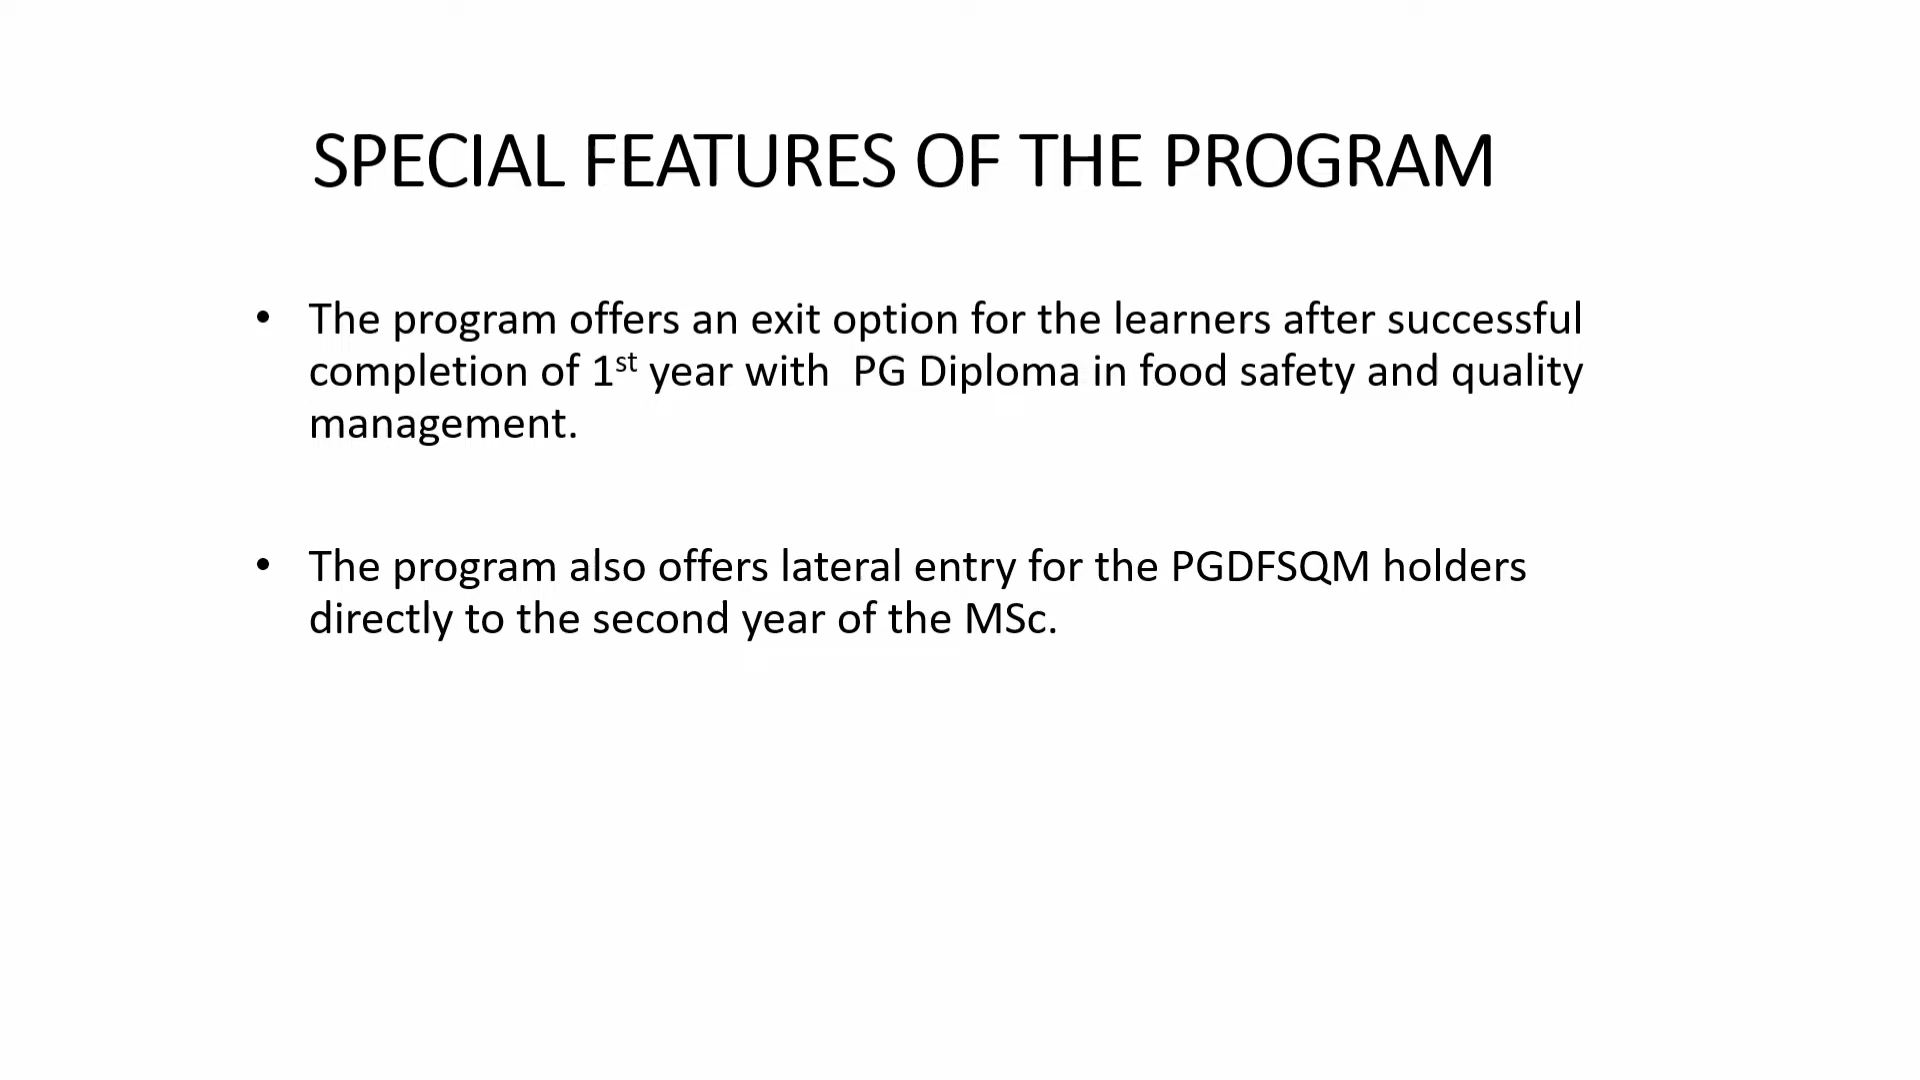 SPECIAL FEATURES OF THE PROGRAM
• The program offers an exit option for the learners after successful
completion of 1st year with  PG Diploma in food safety and quality
management.
• The program also offers lateral entry for the PGDFSQM holders
directly to the second year of the MSc.